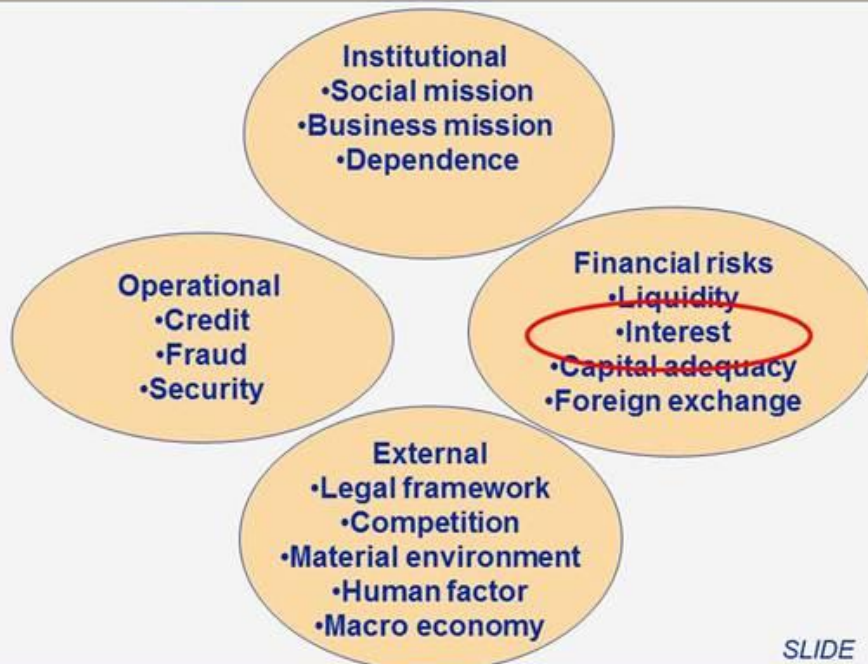 Institutional
•Social mission
•Business mission
•Dependence
Operational
•Credit
•Fraud
•Security
Financial risks
•Liquidity
•Interest
•Capital adequacy
•Foreign exchange
External
•Legal framework
•Competition
•Material environment
•Human factor
•Macro economy
SLIDE